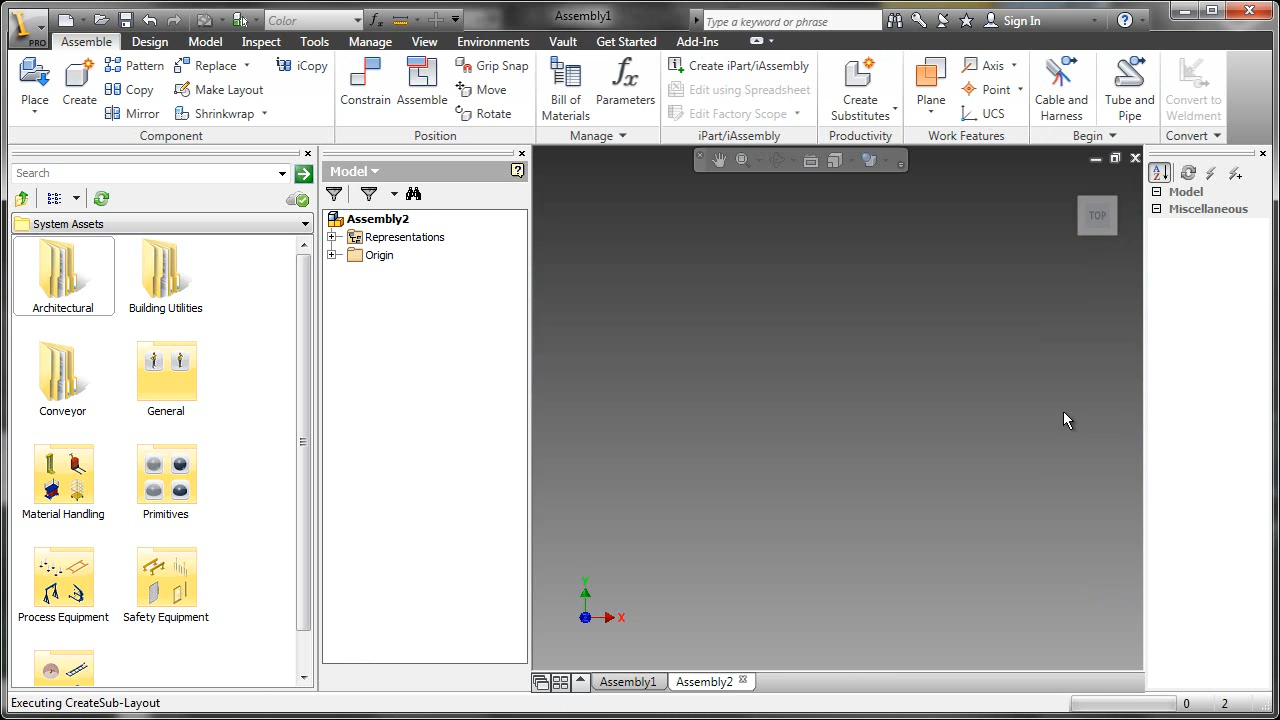 PRO
Color
Assembly1
Type a keyword or phrase
Sign In
Assemble Design Model Inspect Tools Manage View Environments Vault Get Started Add-Ins
Place
Create
Pattern
Copy
Mirror
Replace
Make Layout
Shrinkwrap
iCopy
Component
Constrain
Assemble
Grip Snap
Move
Rotate
Position
Bill of
Materials
Parameters
Manage
Create iPart/iAssembly
Edit using Spreadsheet
Edit Factory Scope
iPart/iAssembly
Create
Substitutes
Productivity
Plane
Axis
Point
UCS
Work Features
Cable and
Harness
Tube and
Pipe
Begin
Convert to
Weldment
Convert
Search
System Assets
Architectural
Building Utilities
Conveyor
General
Material Handling
Primitives
Process Equipment
Safety Equipment
Model
Assembly2
Representations
Origin
TOP
Y
X
Model
Miscellaneous
Assembly1
Assembly2
Executing CreateSub-Layout
0 2